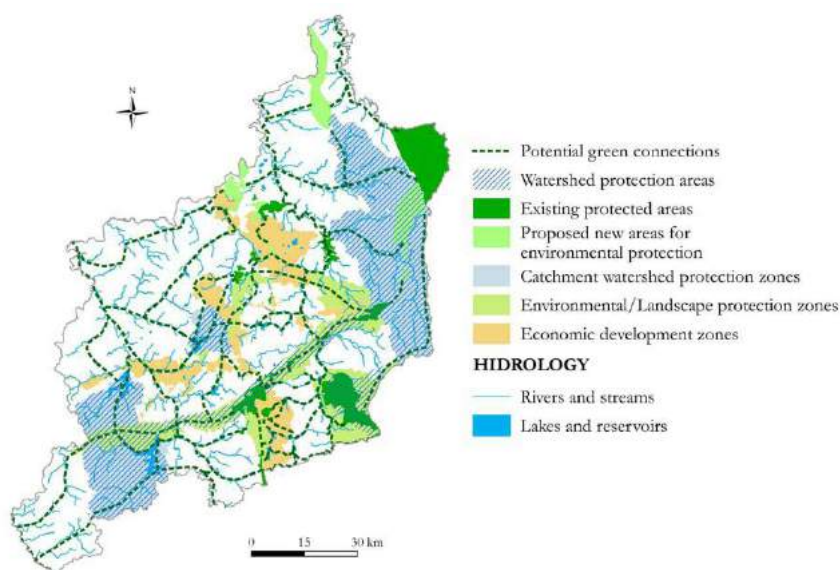 Potential green connections
Watershed protection areas
Existing protected areas
Proposed new areas for
environmental protection
Catchment watershed protection zones
Environmental/Landscape protection zones
Economic development zones
HIDROLOGY
Rivers and streams
Lakes and reservoirs
0 15 30 km